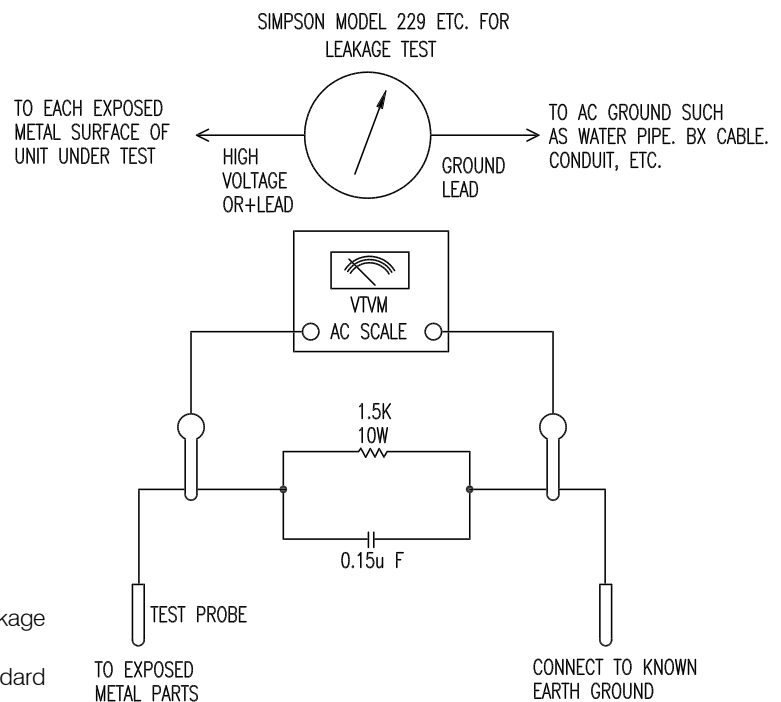 SIMPSON MODEL 229 ETC. FOR
LEAKAGE TEST
TO EACH EXPOSED
METAL SURFACE OF
UNIT UNDER TEST
HIGH
VOLTAGE
OR+LEAD
GROUND
LEAD
TO AC GROUND SUCH
AS WATER PIPE. BX CABLE.
CONDUIT, ETC.
VTVM
AC SCALE
1.5K
10W
0.15u F
TEST PROBE
TO EXPOSED
METAL PARTS
CONNECT TO KNOWN
EARTH GROUND
kage
dard